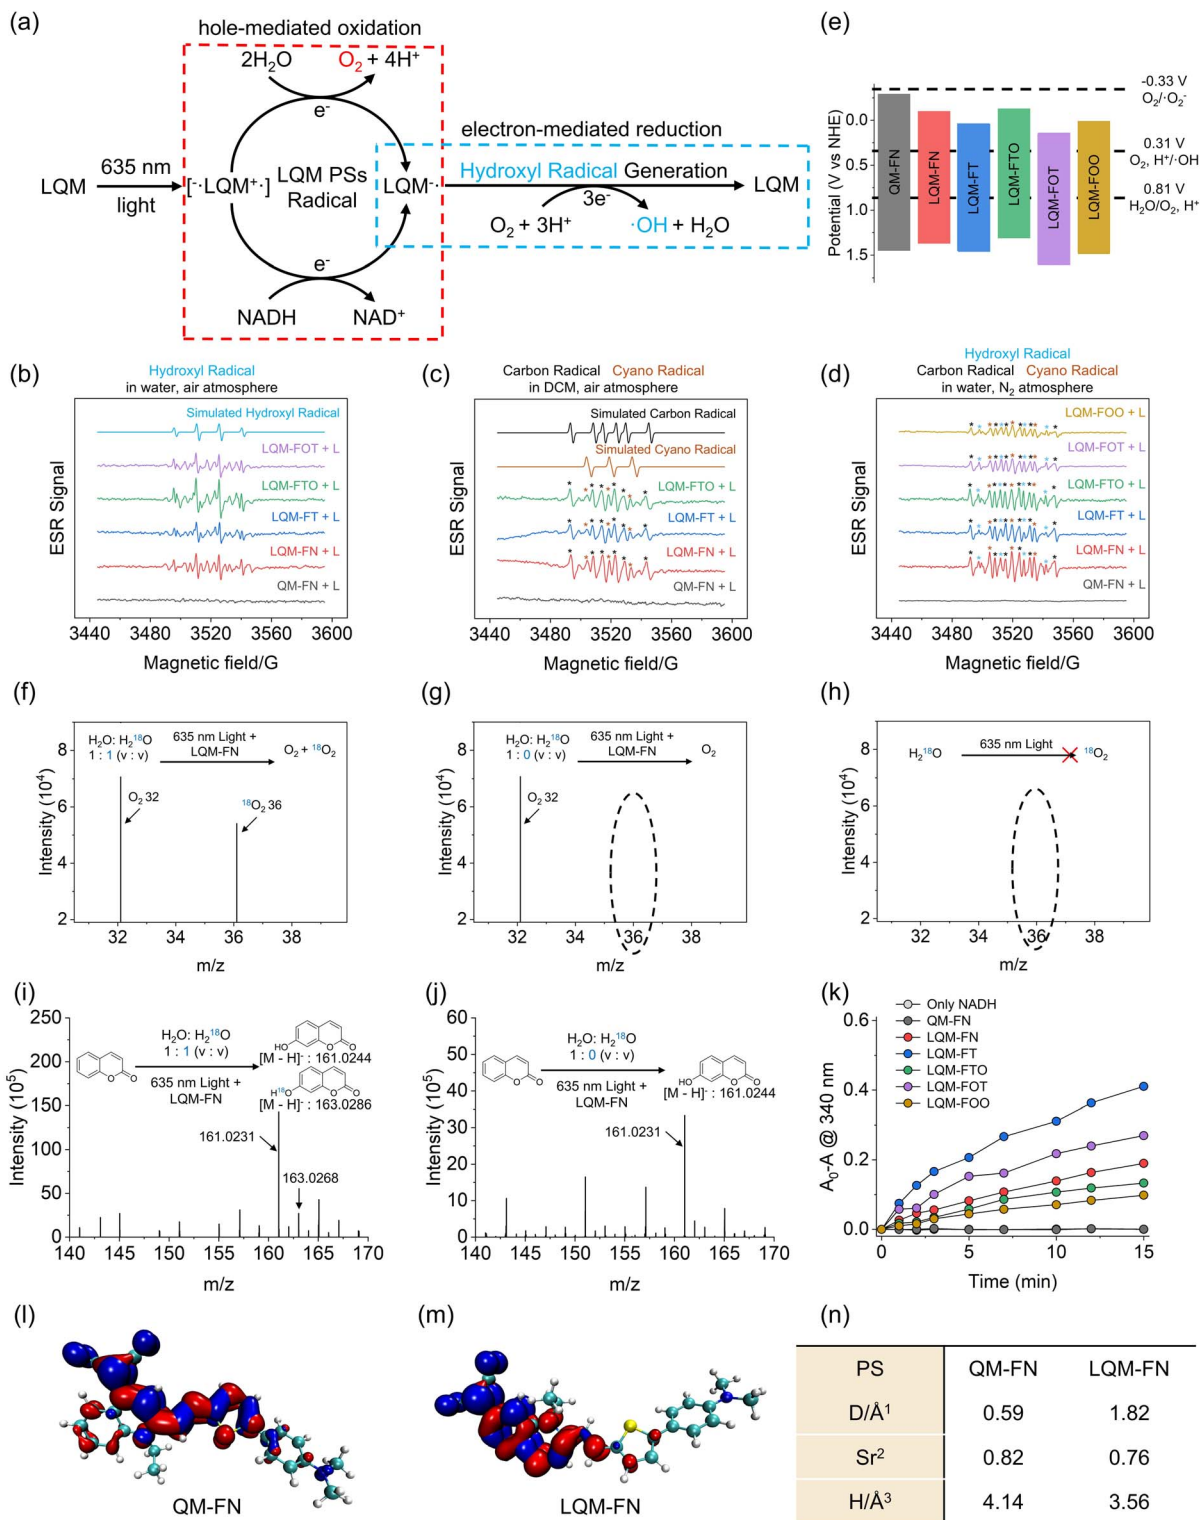 (a)
hole-mediated oxidation
2H₂O O₂ + 4H⁺
e⁻
electron-mediated reduction
LQM 635 nm light [⁻·LQM⁺·] LQM PSs Radical LQM⁻· Hydroxyl Radical Generation LQM
3e⁻
O₂ + 3H⁺ ·OH + H₂O
e⁻
NADH NAD⁺
(e)
Potential (V vs NHE)
0.0
0.5
1.0
1.5
QM-FN
LQM-FN
LQM-FT
LQM-FTO
LQM-FOT
LQM-FOO
-0.33 V
O₂/·O₂⁻
0.31 V
O₂, H⁺/·OH
0.81 V
H₂O/O₂, H⁺
(b)
Hydroxyl Radical
in water, air atmosphere
Simulated Hydroxyl Radical
LQM-FOT + L
LQM-FTO + L
LQM-FT + L
LQM-FN + L
QM-FN + L
ESR Signal
3440 3480 3520 3560 3600
Magnetic field/G
(c)
Carbon Radical Cyano Radical
in DCM, air atmosphere
Simulated Carbon Radical
Simulated Cyano Radical
LQM-FTO + L
LQM-FT + L
LQM-FN + L
QM-FN + L
ESR Signal
3440 3480 3520 3560 3600
Magnetic field/G
(d)
Hydroxyl Radical
Carbon Radical Cyano Radical
in water, N₂ atmosphere
LQM-FOO + L
LQM-FOT + L
LQM-FTO + L
LQM-FT + L
LQM-FN + L
QM-FN + L
ESR Signal
3440 3480 3520 3560 3600
Magnetic field/G
(f)
H₂O: H₂¹⁸O 635 nm Light +
1 : 1 (v : v) LQM-FN O₂ + ¹⁸O₂
O₂ 32
¹⁸O₂ 36
Intensity (10⁴)
8
6
4
2
32 34 36 38
m/z
(g)
H₂O: H₂¹⁸O 635 nm Light +
1 : 0 (v : v) LQM-FN O₂
O₂ 32
Intensity (10⁴)
8
6
4
2
32 34 36 38
m/z
(h)
H₂¹⁸O 635 nm Light ¹⁸O₂
Intensity (10⁴)
8
6
4
2
32 34 36 38
m/z
(i)
H₂O: H₂¹⁸O
1 : 1 (v : v)
635 nm Light +
LQM-FN
HO O O
[M - H]⁻ : 161.0244
H¹⁸O O O
[M - H]⁻ : 163.0286
O O
161.0231
163.0268
Intensity (10⁵)
250
200
150
100
50
0
140 145 150 155 160 165 170
m/z
(j)
H₂O: H₂¹⁸O
1 : 0 (v : v)
635 nm Light +
LQM-FN
O O
HO O O
[M - H]⁻ : 161.0244
161.0231
Intensity (10⁵)
60
50
40
30
20
10
0
140 145 150 155 160 165 170
m/z
(k)
Only NADH
QM-FN
LQM-FN
LQM-FT
LQM-FTO
LQM-FOT
LQM-FOO
A₀-A @ 340 nm
0.6
0.4
0.2
0.0
0 5 10 15
Time (min)
(l)
QM-FN
(m)
LQM-FN
(n)
PS QM-FN LQM-FN
D/Å¹ 0.59 1.82
Sr² 0.82 0.76
H/Å³ 4.14 3.56